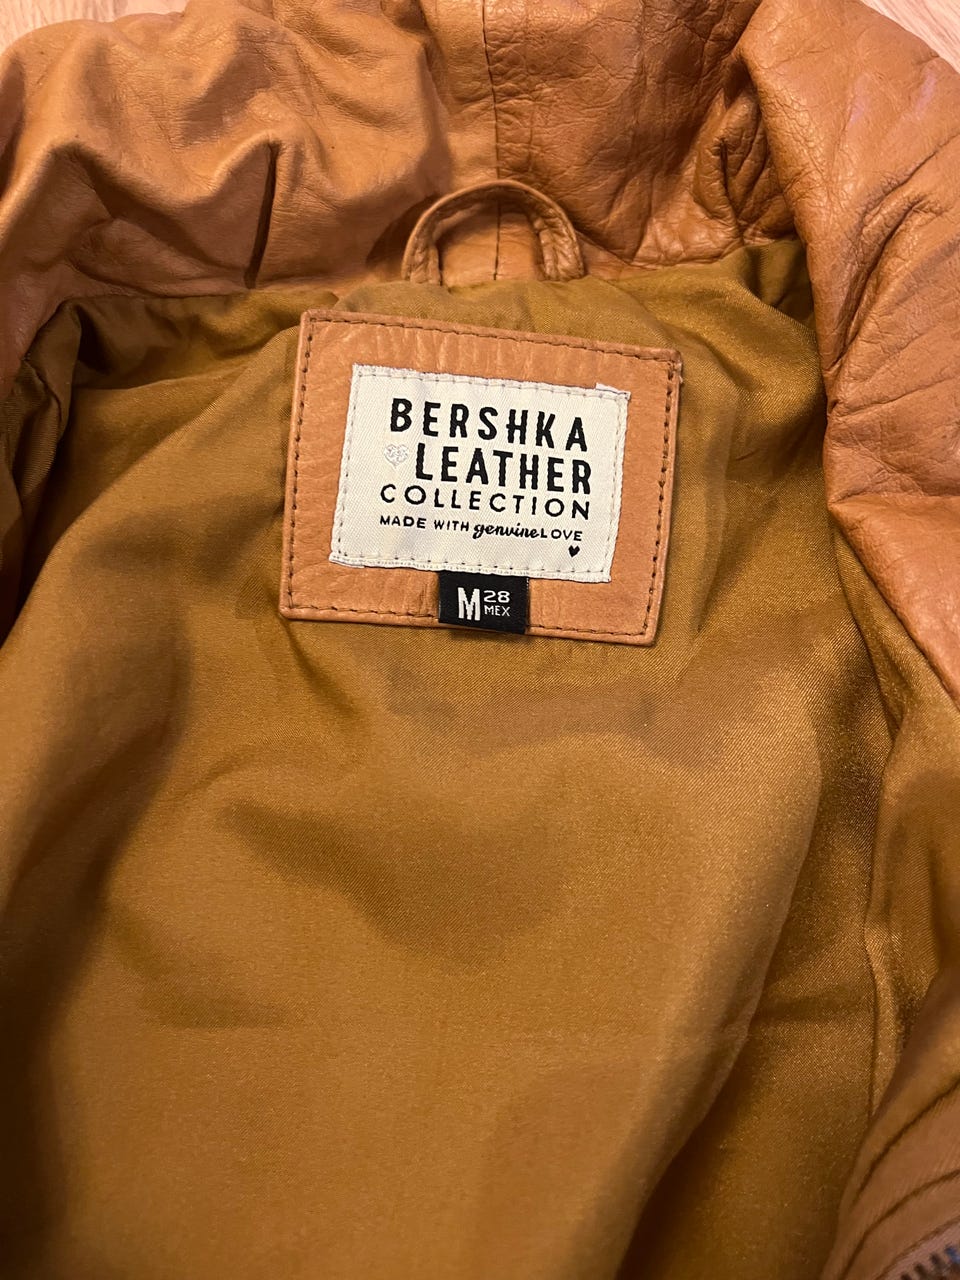 BERSHKA
LEATHER
COLLECTION
MADE WITH genuine LOVE
M 28
MEX